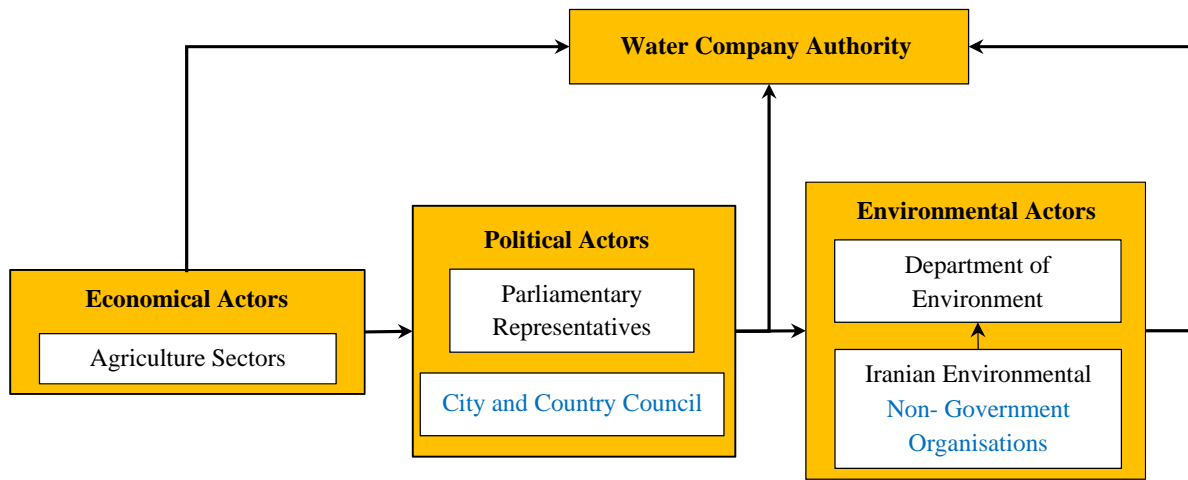 Water Company Authority
Economical Actors
Agriculture Sectors
Political Actors
Parliamentary
Representatives
City and Country Council
Environmental Actors
Department of
Environment
Iranian Environmental
Non- Government
Organisations